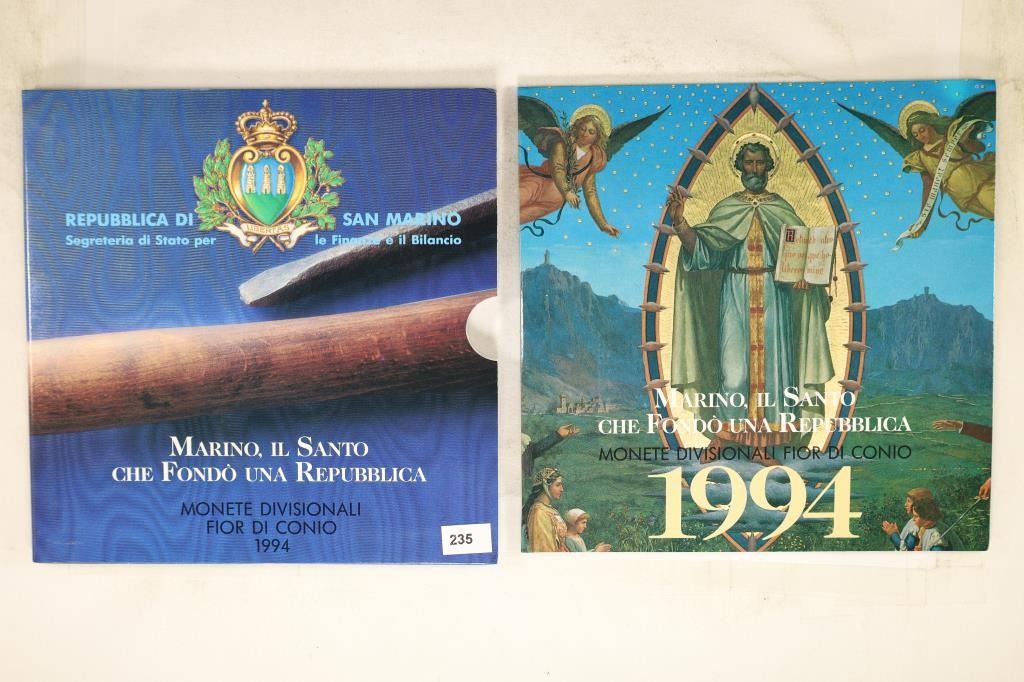 REPUBBLICA DI SAN MARINO
Segreteria di Stato per le Finanze e il Bilancio
LIBERTAS
MARINO, IL SANTO
CHE FONDÒ UNA REPUBBLICA
MONETE DIVISIONALI
FIOR DI CONIO
1994
235
MARINO, IL SANTO
CHE FONDÒ UNA REPUBBLICA
MONETE DIVISIONALI FIOR DI CONIO
1994